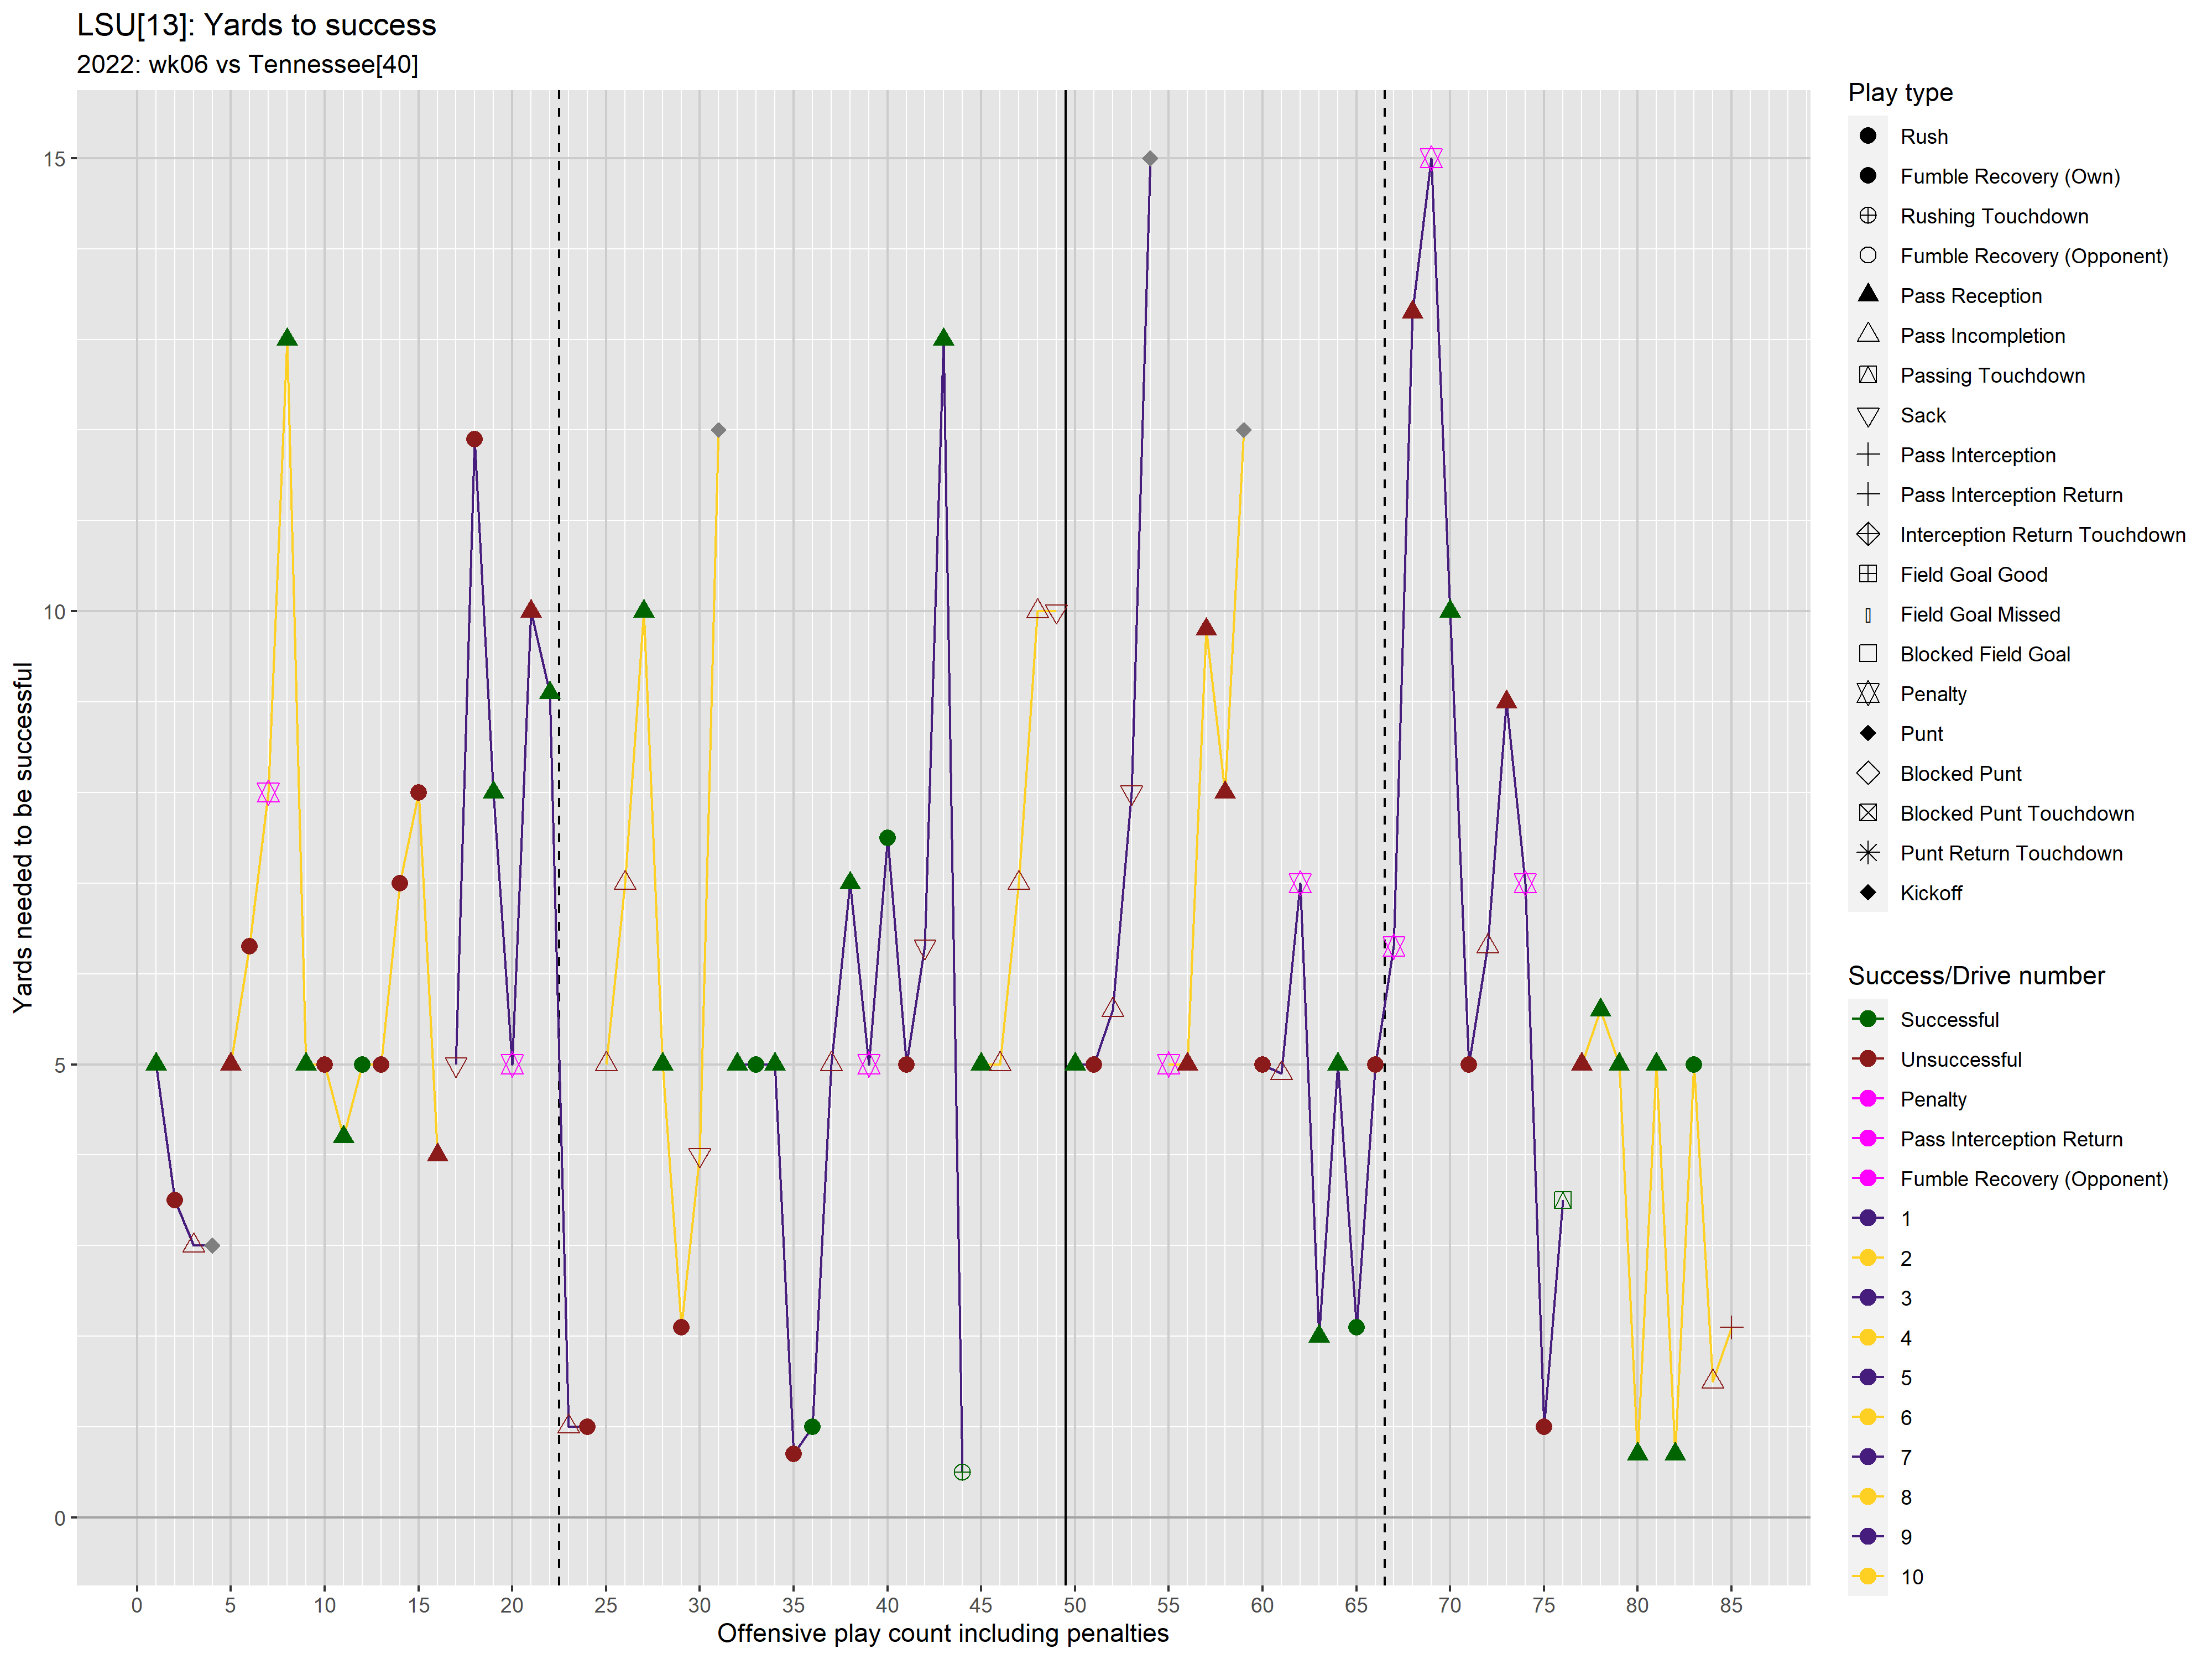 LSU[13]: Yards to success
2022: wk06 vs Tennessee[40]
Yards needed to be successful
15
10
5
0
0 5 10 15 20 25 30 35 40 45 50 55 60 65 70 75 80 85
Offensive play count including penalties
Play type
Rush
Fumble Recovery (Own)
Rushing Touchdown
Fumble Recovery (Opponent)
Pass Reception
Pass Incompletion
Passing Touchdown
Sack
Pass Interception
Pass Interception Return
Interception Return Touchdown
Field Goal Good
Field Goal Missed
Blocked Field Goal
Penalty
Punt
Blocked Punt
Blocked Punt Touchdown
Punt Return Touchdown
Kickoff
Success/Drive number
Successful
Unsuccessful
Penalty
Pass Interception Return
Fumble Recovery (Opponent)
1
2
3
4
5
6
7
8
9
10